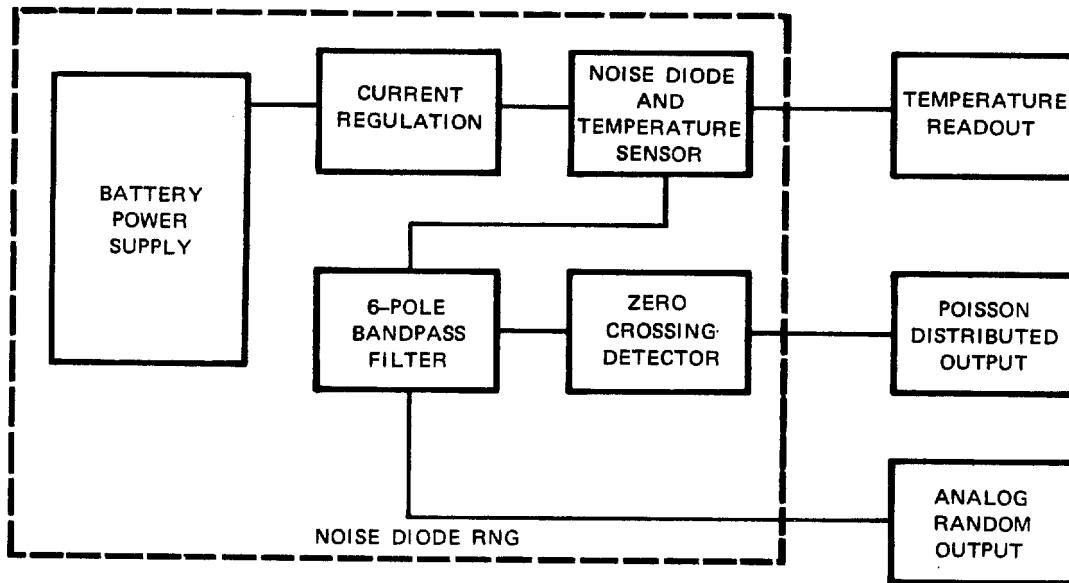 BATTERY
POWER
SUPPLY
CURRENT
REGULATION
NOISE DIODE
AND
TEMPERATURE
SENSOR
TEMPERATURE
READOUT
6-POLE
BANDPASS
FILTER
ZERO
CROSSING
DETECTOR
POISSON
DISTRIBUTED
OUTPUT
ANALOG
RANDOM
OUTPUT
NOISE DIODE RNG